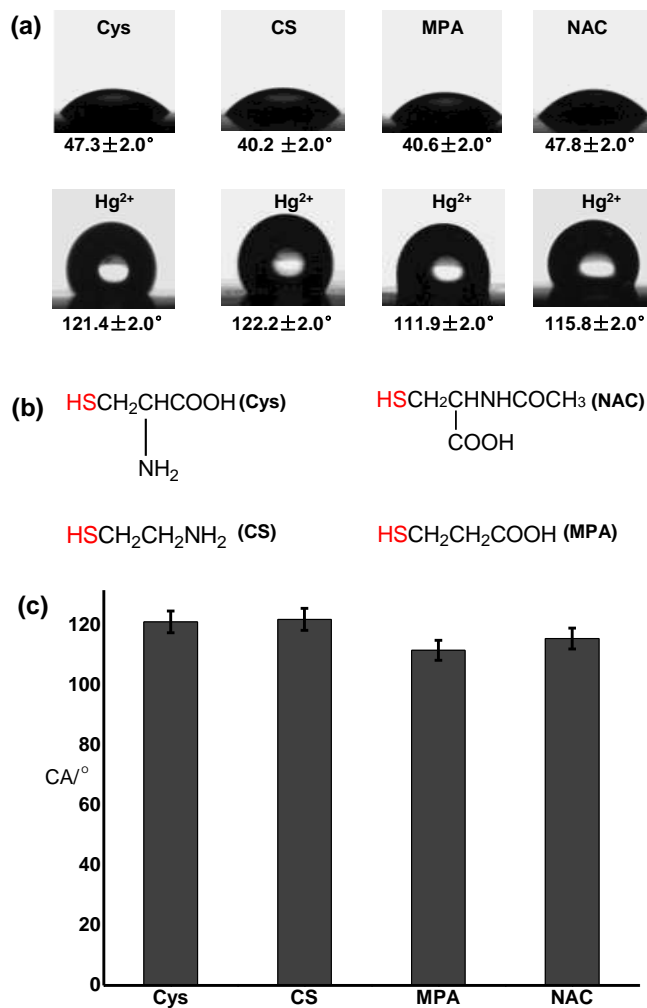 (a)
Cys CS MPA NAC
47.3±2.0° 40.2 ±2.0° 40.6±2.0° 47.8±2.0°
Hg²⁺ Hg²⁺ Hg²⁺ Hg²⁺
121.4±2.0° 122.2±2.0° 111.9±2.0° 115.8±2.0°
(b)
HSCH₂CHCOOH (Cys)
NH₂
HSCH₂CHNHCOCH₃ (NAC)
COOH
HSCH₂CH₂NH₂ (CS)
HSCH₂CH₂COOH (MPA)
(c)
120
100
80
CA/°
60
40
20
0
Cys CS MPA NAC